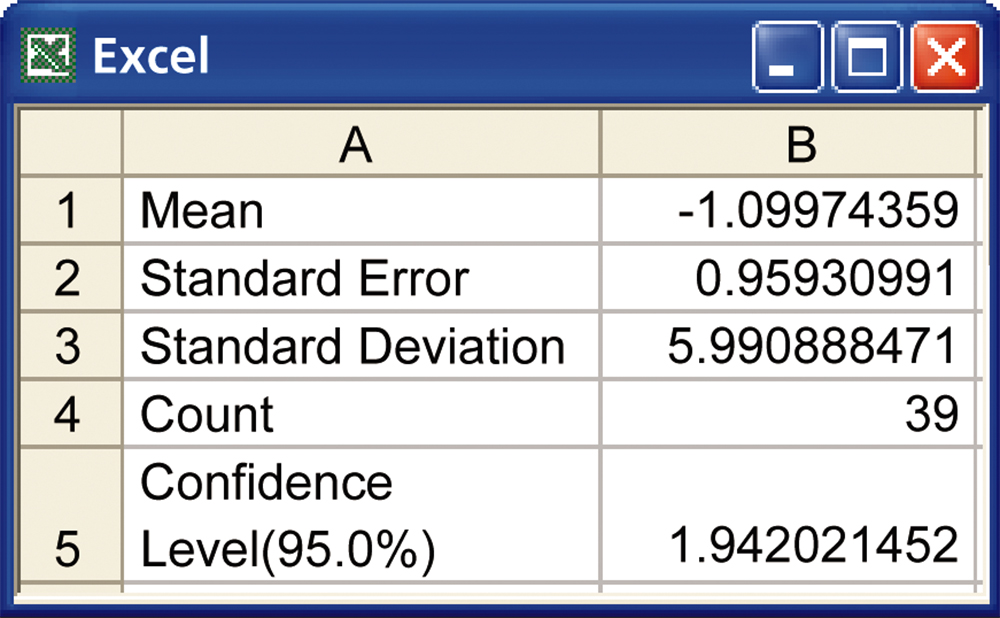 Excel
A B
1 Mean -1.09974359
2 Standard Error 0.95930991
3 Standard Deviation 5.990888471
4 Count 39
Confidence
5 Level(95.0%) 1.942021452